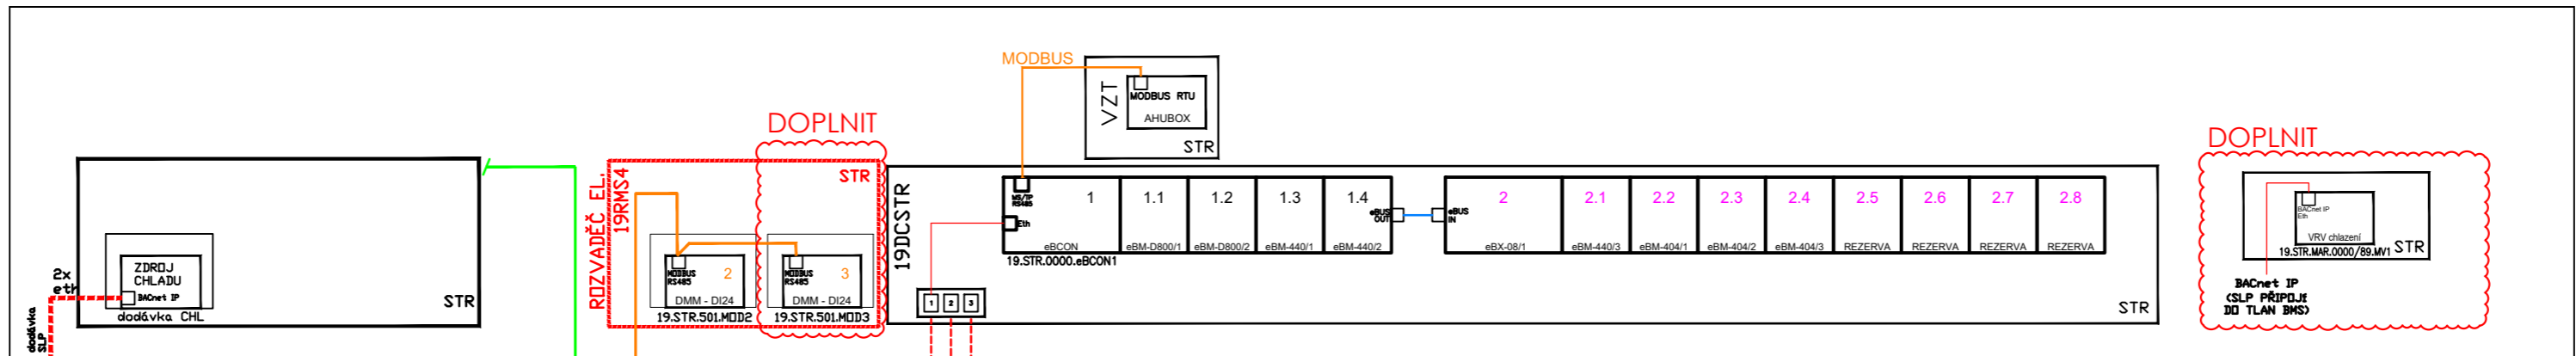 2x
eth
dodávka
SLP
ZDROJ
CHLADU
BACnet IP
dodávka CHL
STR
ROZVADĚČ EL.
19RMS4
DOPLNIT
STR
MODBUS
RS485
2
DMM - DI24
19.STR.501.MOD2
MODBUS
RS485
3
DMM - DI24
19.STR.501.MOD3
MODBUS
VZT
MODBUS RTU
AHUBOX
STR
19DCSTR
MS/TP
RS485
Eth
1
eBCON
19.STR.0000.eBCON1
1.1
eBM-D800/1
1.2
eBM-D800/2
1.3
eBM-440/1
1.4
eBM-440/2
eBUS
OUT
eBUS
IN
2
eBX-08/1
2.1
eBM-440/3
2.2
eBM-404/1
2.3
eBM-404/2
2.4
eBM-404/3
2.5
REZERVA
2.6
REZERVA
2.7
REZERVA
2.8
REZERVA
1 2 3
STR
DOPLNIT
BACnet IP
Eth
VRV chlazení
19.STR.MAR.0000/89.MV1
STR
BACnet IP
(SLP PŘIPOJÍ
DO TLAN BMS)